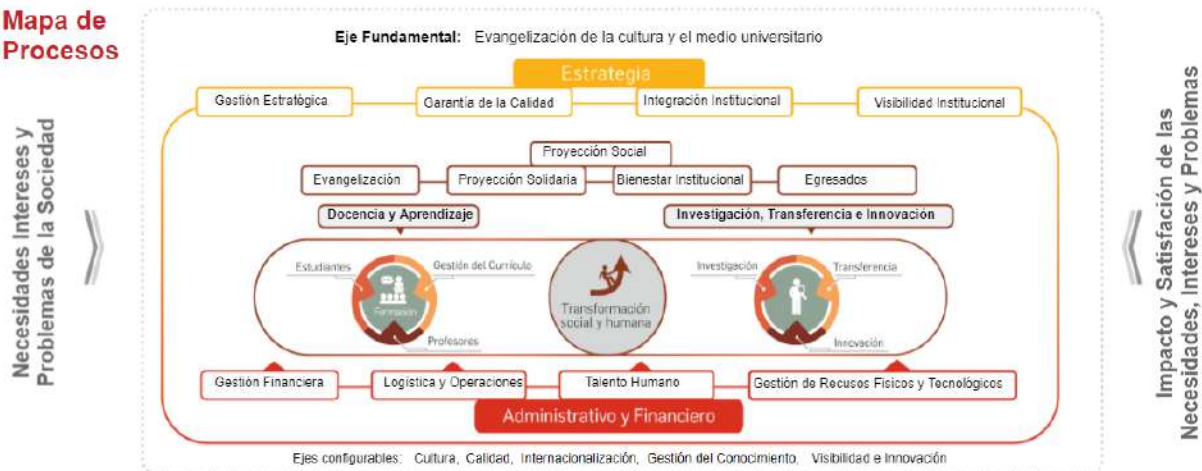 Mapa de
Procesos
Eje Fundamental: Evangelización de la cultura y el medio universitario
Estrategia
Gestión Estratégica
Garantía de la Calidad
Integración Institucional
Visibilidad Institucional
Proyección Social
Evangelización
Proyección Solidaria
Bienestar Institucional
Egresados
Docencia y Aprendizaje
Investigación, Transferencia e Innovación
Estudiantes
Gestión del Currículo
Formación
Profesores
Transformación
social y humana
Investigación
Transferencia
Innovación
Gestión Financiera
Logística y Operaciones
Talento Humano
Gestión de Recusos Fisicos y Tecnológicos
Administrativo y Financiero
Ejes configurables: Cultura, Calidad, Internacionalización, Gestión del Conocimiento, Visibilidad e Innovación
Necesidades Intereses y
Problemas de la Sociedad
Impacto y Satisfacción de las
Necesidades, Intereses y Problemas